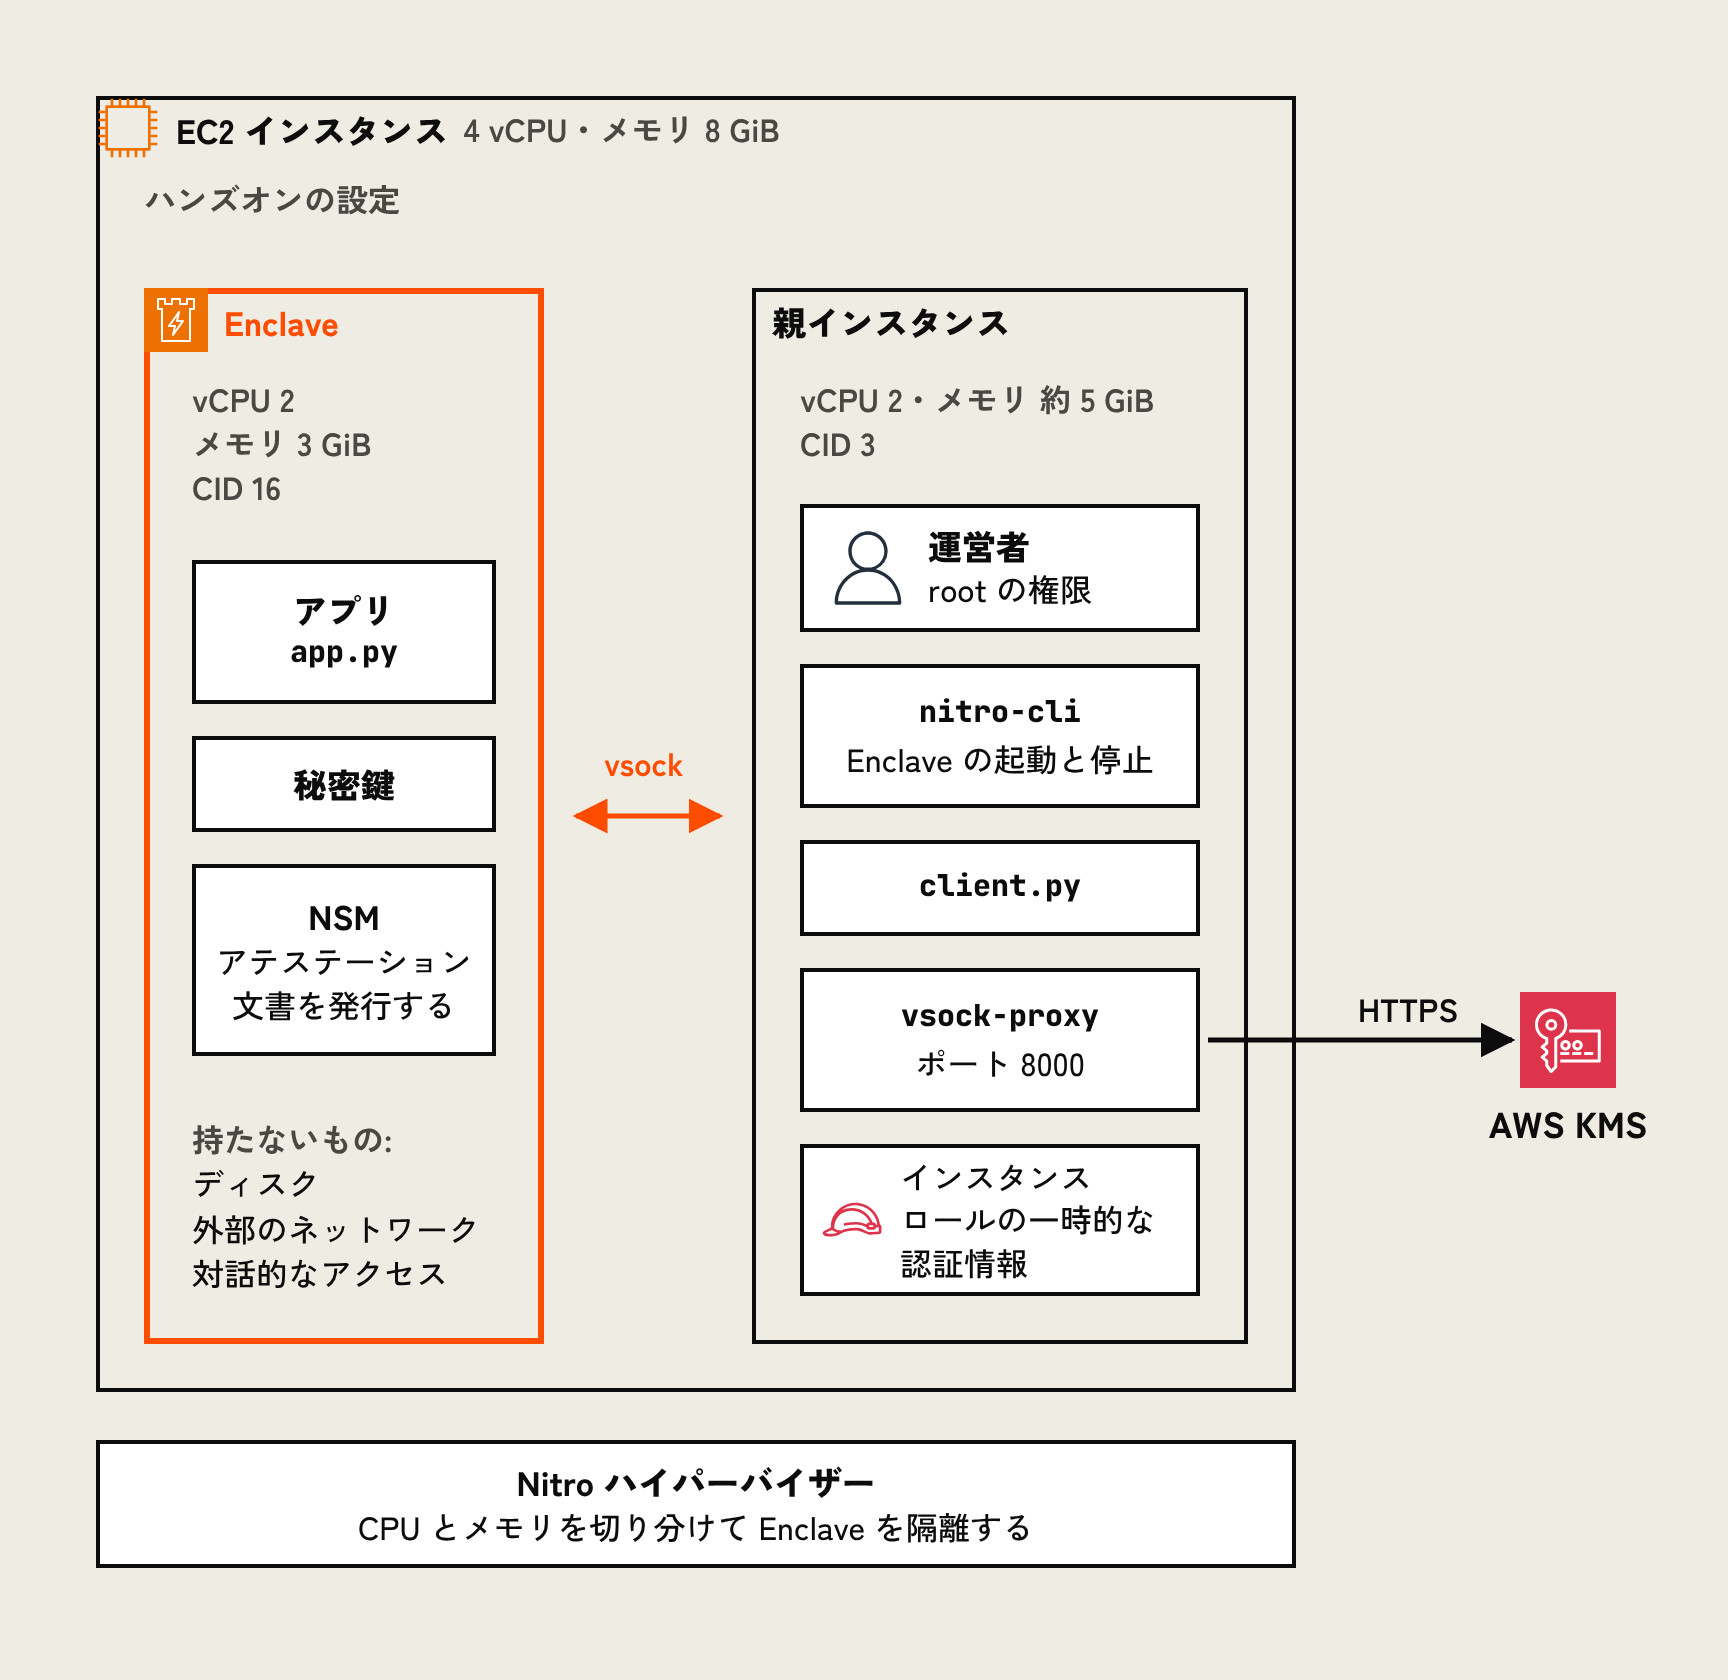 EC2 インスタンス 4 vCPU・メモリ 8 GiB
ハンズオンの設定
Enclave
vCPU 2
メモリ 3 GiB
CID 16
アプリ
app.py
秘密鍵
NSM
アテステーション
文書を発行する
持たないもの:
ディスク
外部のネットワーク
対話的なアクセス
vsock
親インスタンス
vCPU 2・メモリ 約 5 GiB
CID 3
運営者
root の権限
nitro-cli
Enclave の起動と停止
client.py
vsock-proxy
ポート 8000
インスタンス
ロールの一時的な
認証情報
HTTPS
AWS KMS
Nitro ハイパーバイザー
CPU とメモリを切り分けて Enclave を隔離する